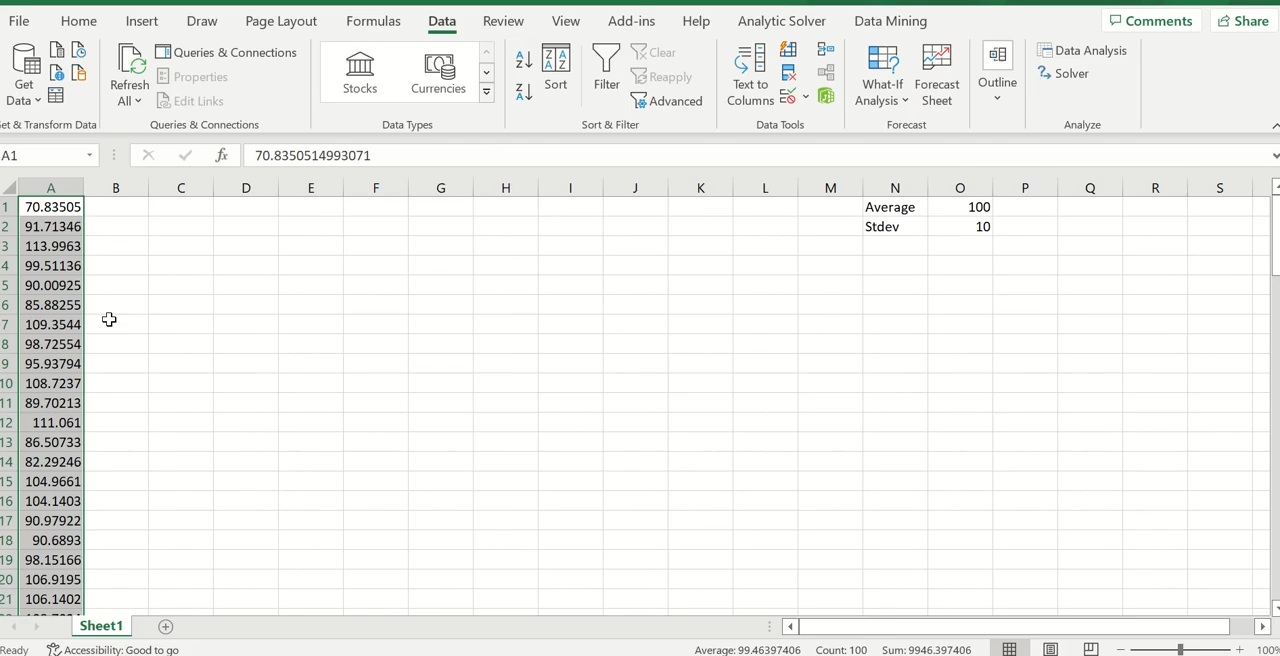 File Home Insert Draw Page Layout Formulas Data Review View Add-ins Help Analytic Solver Data Mining Comments Share
Get
Data
Refresh
All
Queries & Connections
Properties
Edit Links
Stocks
Currencies
Sort
Filter
Clear
Reapply
Advanced
Text to
Columns
What-If
Analysis
Forecast
Sheet
Outline
Data Analysis
Solver
et & Transform Data Queries & Connections Data Types Sort & Filter Data Tools Forecast Analyze
A1 fx 70.8350514993071
A B C D E F G H I J K L M N O P Q R S
1 70.83505 Average 100
2 91.71346 Stdev 10
3 113.9963
4 99.51136
5 90.00925
6 85.88255
7 109.3544
8 98.72554
9 95.93794
10 108.7237
11 89.70213
12 111.061
13 86.50733
14 82.29246
15 104.9661
16 104.1403
17 90.97922
18 90.6893
19 98.15166
20 106.9195
21 106.1402
Sheet1
Ready Accessibility: Good to go Average: 99.46397406 Count: 100 Sum: 9946.397406 100%